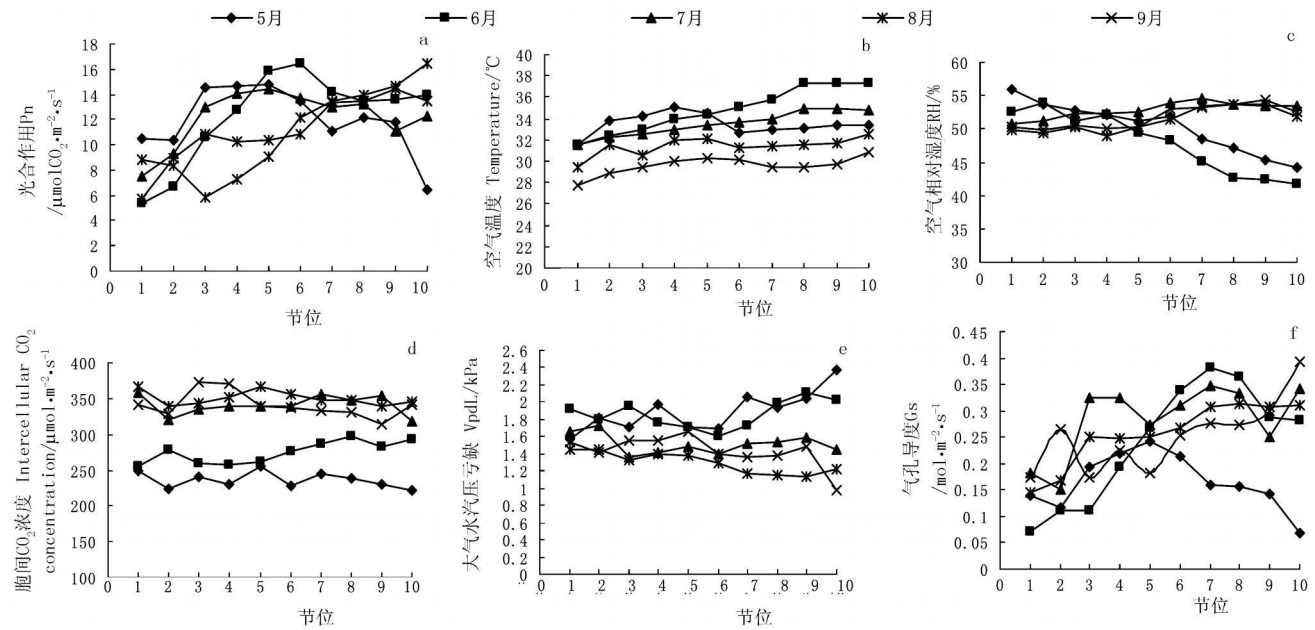 5月 6月 7月 8月 9月
a
光合作用Pn
/μmolCO₂•m⁻²•s⁻¹
18
16
14
12
10
8
6
4
2
0
0 1 2 3 4 5 6 7 8 9 10
节位
b
空气温度 Temperature/℃
40
38
36
34
32
30
28
26
24
22
20
0 1 2 3 4 5 6 7 8 9 10
节位
c
空气相对湿度RH/%
65
60
55
50
45
40
35
30
0 1 2 3 4 5 6 7 8 9 10
节位
d
胞间CO₂浓度 Intercellular CO₂
concentration/μmol•m⁻²•s⁻¹
400
350
300
250
200
150
100
0 1 2 3 4 5 6 7 8 9 10
节位
e
大气水汽压亏缺 VpdL/kPa
2.6
2.4
2.2
2
1.8
1.6
1.4
1.2
1
0.8
0.6
0.4
0.2
0
0 1 2 3 4 5 6 7 8 9 10
节位
f
气孔导度Gs
/mol•m⁻²•s⁻¹
0.45
0.4
0.35
0.3
0.25
0.2
0.15
0.1
0.05
0
0 1 2 3 4 5 6 7 8 9 10
节位